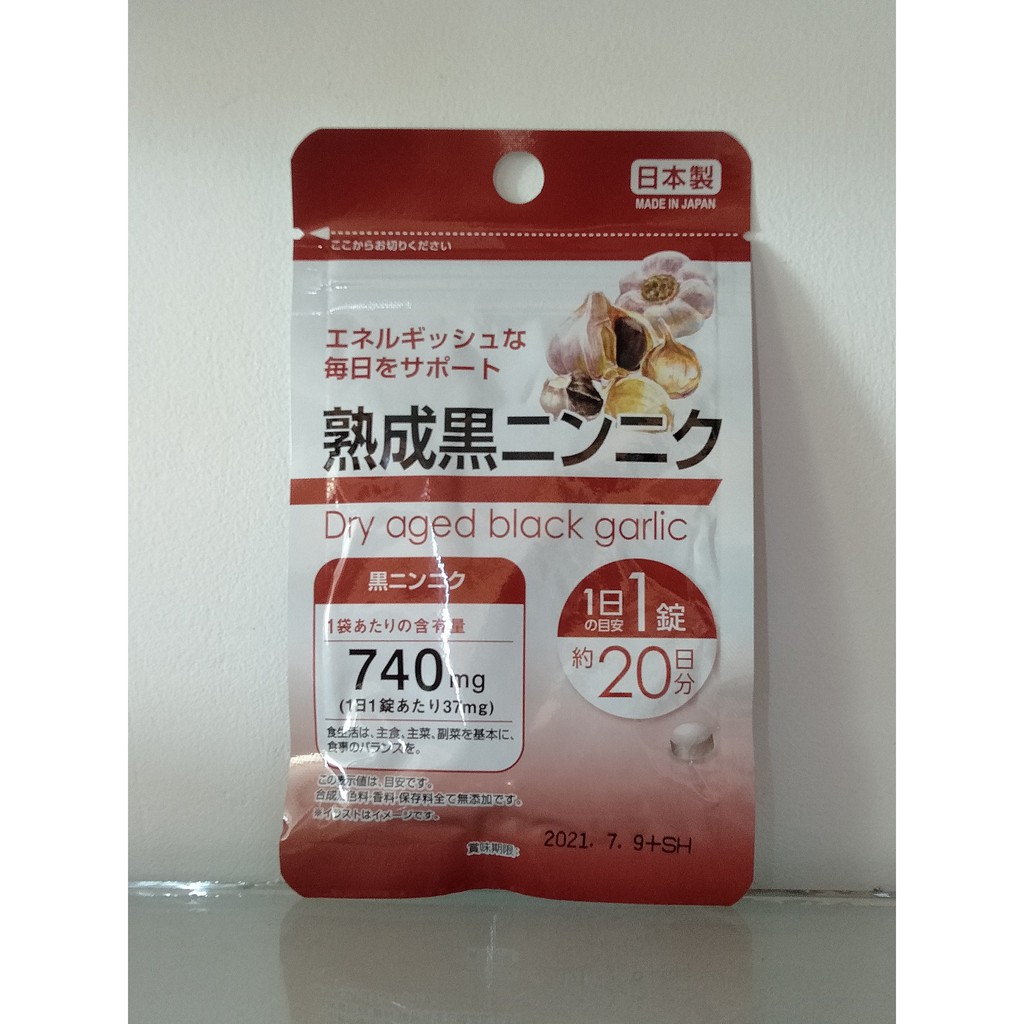 日本製
MADE IN JAPAN
ここからお切りください
エネルギッシュな
毎日をサポート
熟成黒ニンニク
Dry aged black garlic
黒ニンニク
1袋あたりの含有量
740mg
(1日1錠あたり37mg)
食生活は、主食、主菜、副菜を基本に、
食事のバランスを。
1日の目安1錠
約20日分
この表示値は、目安です。
合成着色料・香料・保存料全て無添加です。
※イラストはイメージです。
賞味期限:
2021. 7. 9+SH